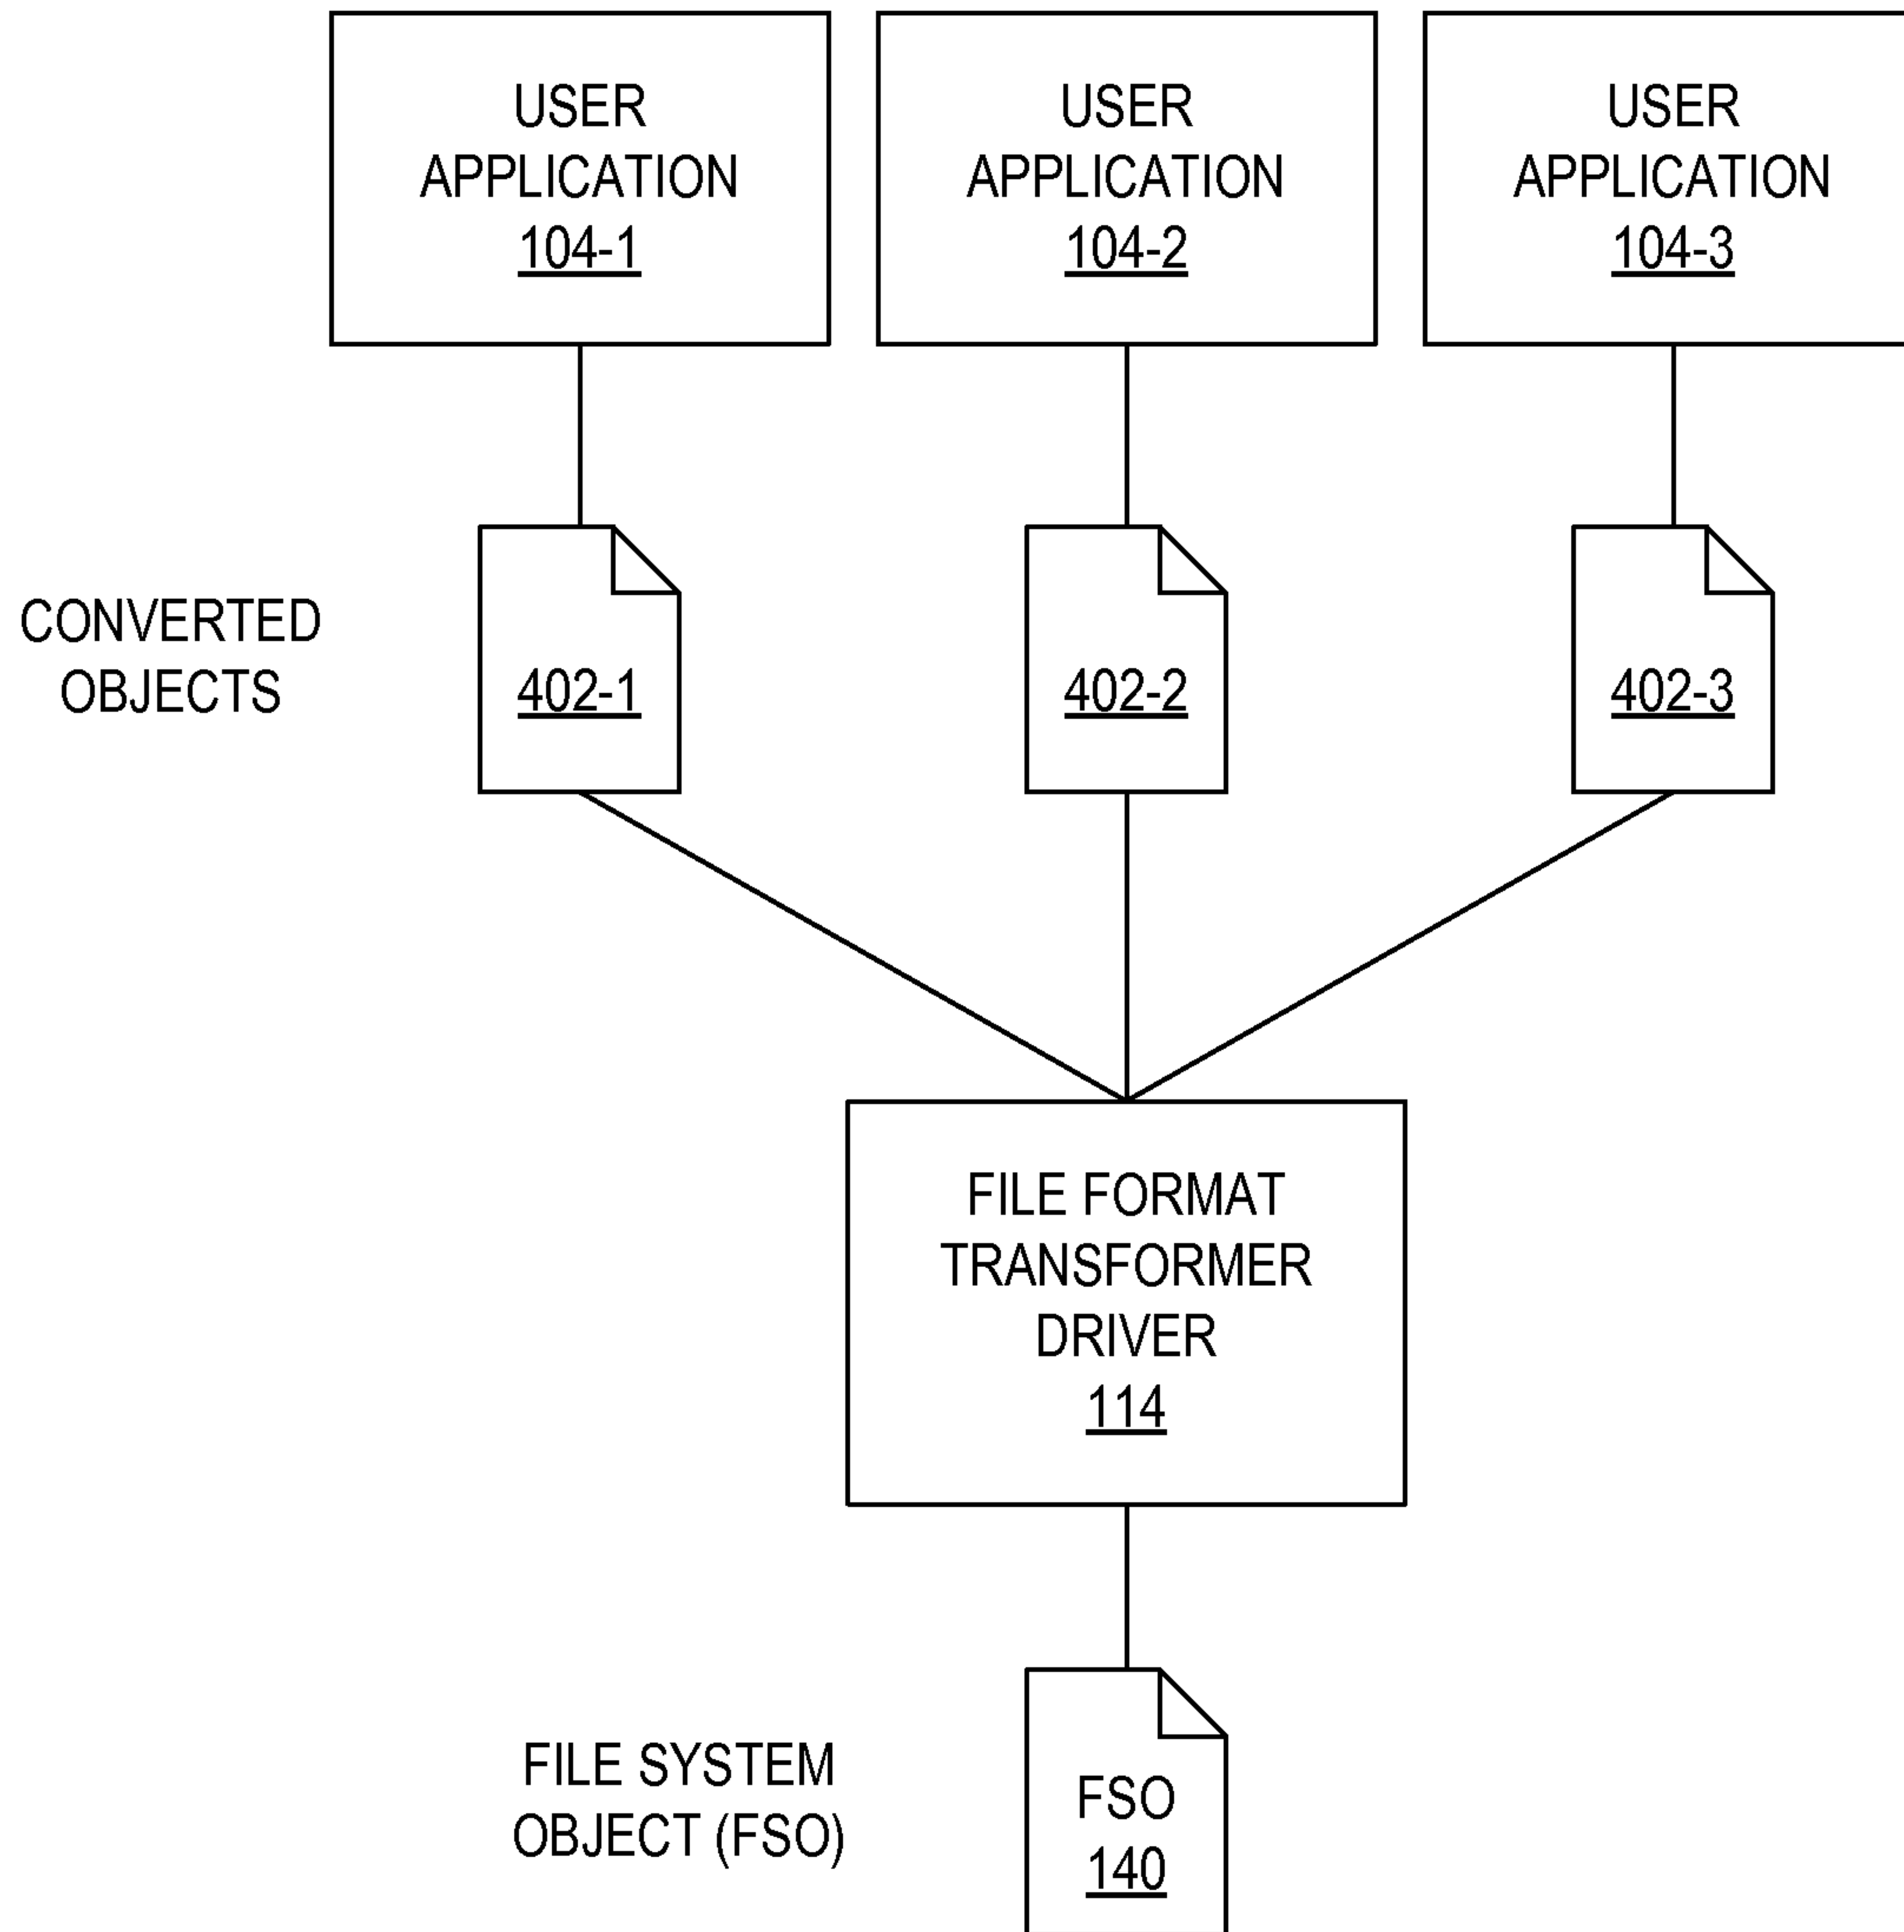 USER
APPLICATION
104-1
USER
APPLICATION
104-2
USER
APPLICATION
104-3
CONVERTED
OBJECTS
402-1
402-2
402-3
FILE FORMAT
TRANSFORMER
DRIVER
114
FILE SYSTEM
OBJECT (FSO)
FSO
140